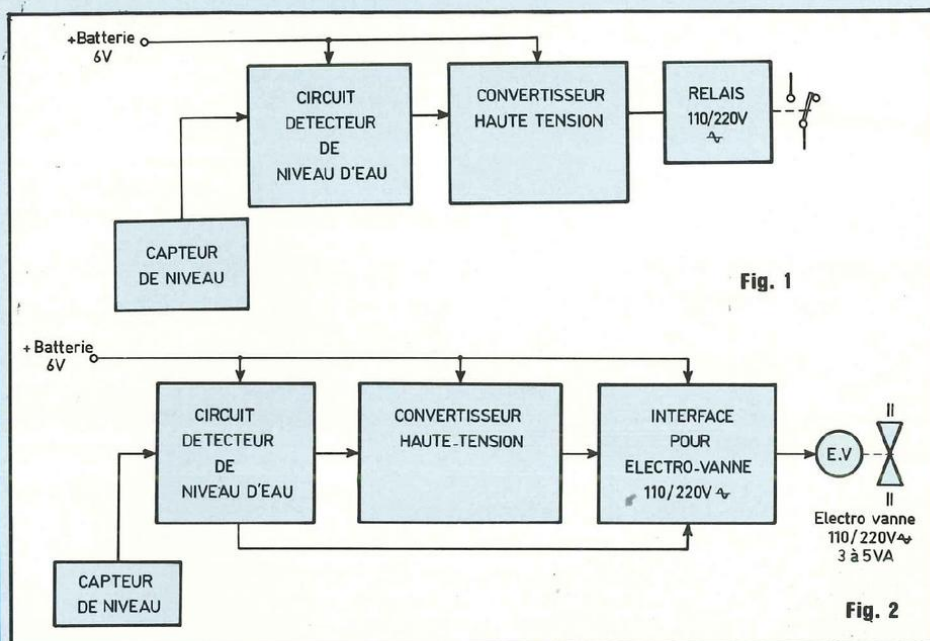 +Batterie
6V
CIRCUIT
DETECTEUR
DE
NIVEAU D'EAU
CONVERTISSEUR
HAUTE TENSION
RELAIS
110/220V
CAPTEUR
DE NIVEAU
Fig. 1
+ Batterie
6V
CIRCUIT
DETECTEUR
DE
NIVEAU D'EAU
CONVERTISSEUR
HAUTE-TENSION
INTERFACE
POUR
ELECTRO-VANNE
110/220V
E.V
Electro vanne
110/220V
3 à 5VA
CAPTEUR
DE NIVEAU
Fig. 2